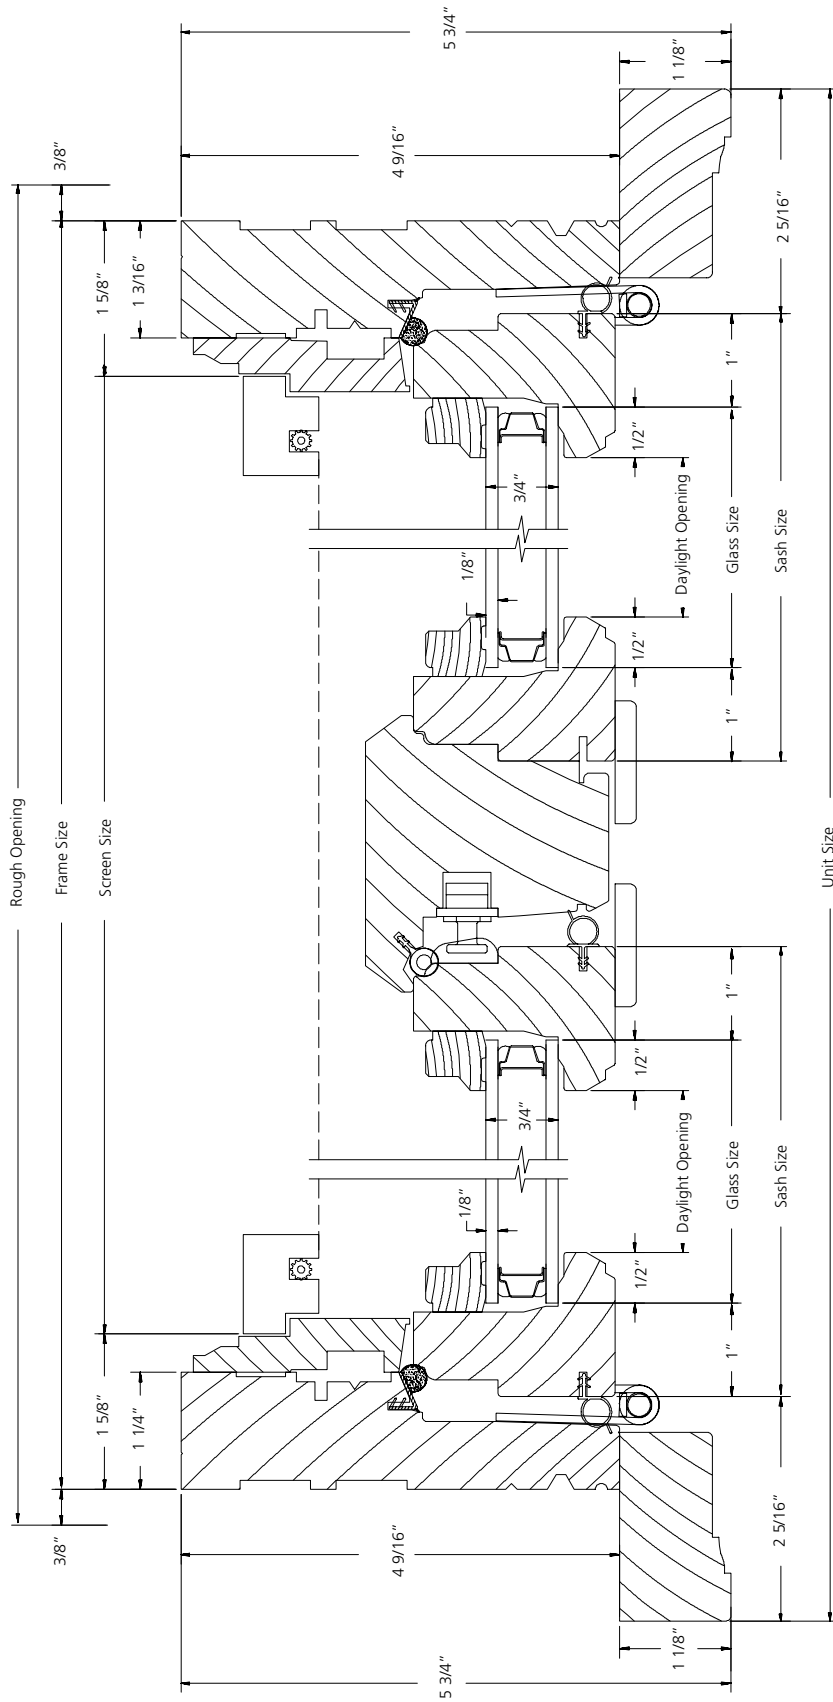 Rough Opening
3/8"
3/8"
Frame Size
1 5/8"
1 5/8"
Screen Size
1 1/4"
1 3/16"
5 3/4"
4 9/16"
4 9/16"
5 3/4"
1/8"
3/4"
1/8"
3/4"
1/2"
1/2"
1/2"
1/2"
Daylight Opening
Daylight Opening
1"
Glass Size
1"
1"
Glass Size
1"
2 5/16"
Sash Size
Sash Size
2 5/16"
1 1/8"
1 1/8"
Unit Size